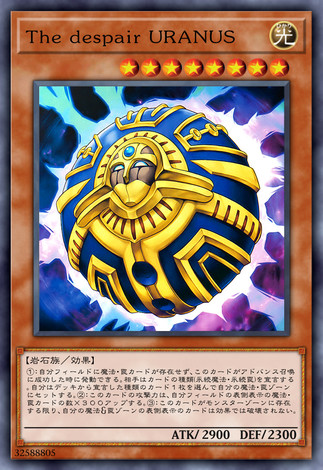 The despair URANUS
光
【岩石族／効果】
①：自分フィールドに魔法・罠カードが存在せず、このカードがアドバンス召喚
に成功した時に発動できる。相手はカードの種類（永続魔法・永続罠）を宣言する。
自分はデッキから宣言した種類のカード１枚を選んで自分の魔法・罠ゾーン
にセットする。②：このカードの攻撃力は、自分フィールドの表側表示の魔法・
罠カードの数×３００アップする。③：このカードがモンスターゾーンに存在
する限り、自分の魔法＆罠ゾーンの表側表示のカードは効果では破壊されない。
ATK/ 2900 DEF/2300
32588805